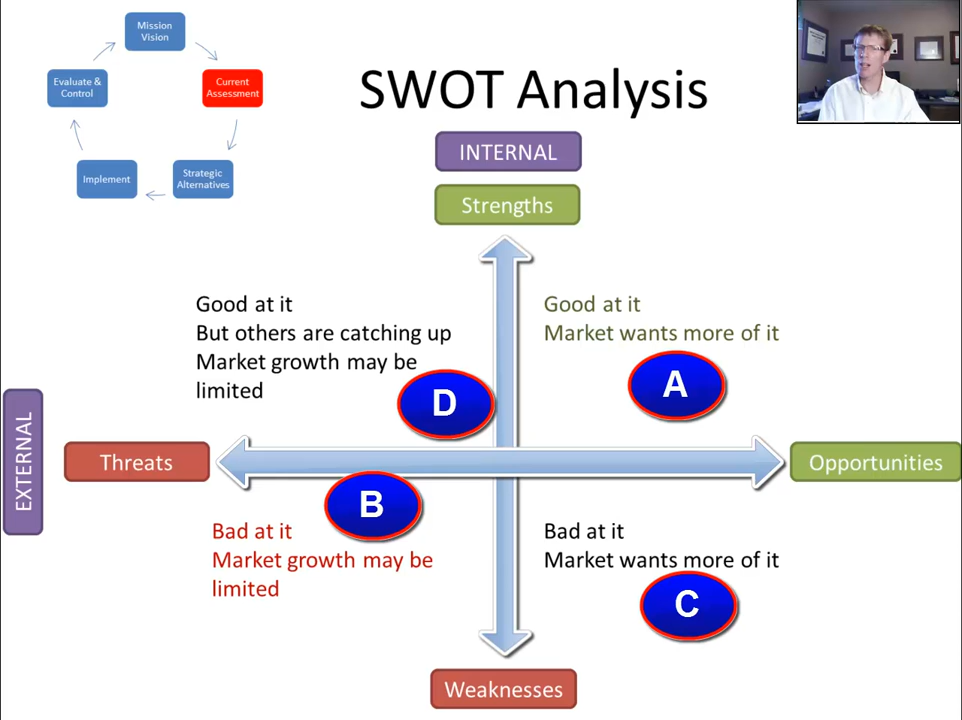 Mission
Vision
Evaluate &
Control
Current
Assessment
Implement
Strategic
Alternatives
SWOT Analysis
INTERNAL
Strengths
Good at it
But others are catching up
Market growth may be
limited
D
Good at it
Market wants more of it
A
EXTERNAL
Threats
Opportunities
B
Bad at it
Market growth may be
limited
Bad at it
Market wants more of it
C
Weaknesses